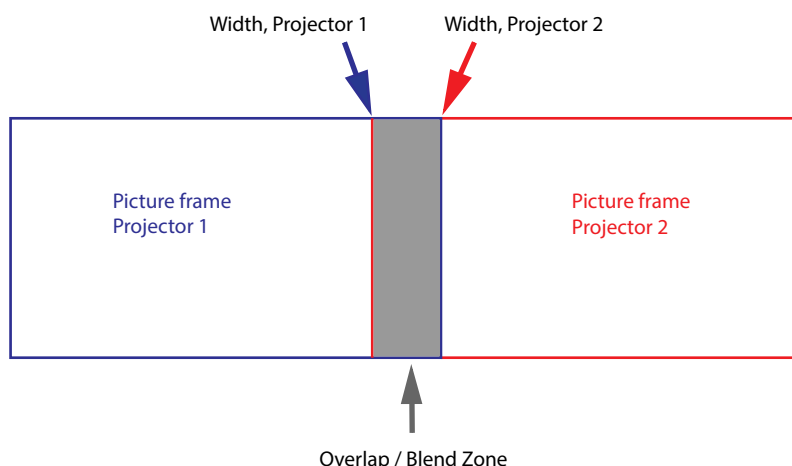 Width, Projector 1
Width, Projector 2
Picture frame
Projector 1
Picture frame
Projector 2
Overlap / Blend Zone